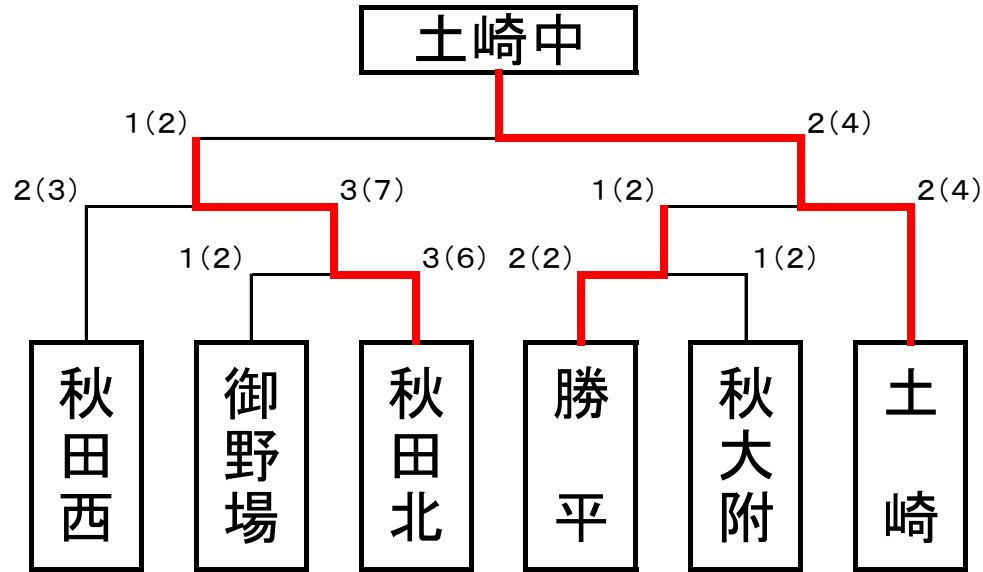 土崎中
1(2)
2(4)
2(3)
3(7)
1(2)
2(4)
1(2)
3(6)
2(2)
1(2)
秋田西
御野場
秋田北
勝平
秋大附
土崎